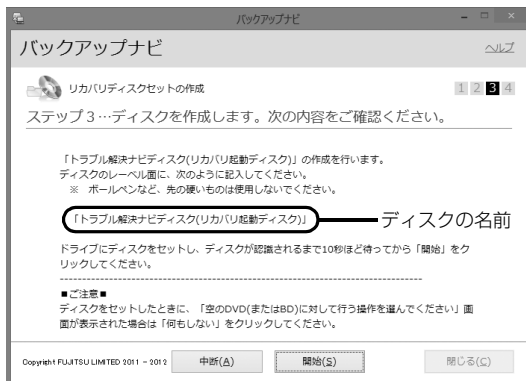 バックアップナビ
バックアップナビ
ヘルプ
リカバリディスクセットの作成
1 2 3 4
ステップ3…ディスクを作成します。次の内容をご確認ください。
「トラブル解決ナビディスク(リカバリ起動ディスク)」の作成を行います。
ディスクのレーベル面に、次のように記入してください。
※ ボールペンなど、先の硬いものは使用しないでください。
「トラブル解決ナビディスク(リカバリ起動ディスク)」
ディスクの名前
ドライブにディスクをセットし、ディスクが認識されるまで10秒ほど待ってから「開始」をク
リックしてください。
■ご注意■
ディスクをセットしたときに、「空のDVD(またはBD)に対して行う操作を選んでください」画
面が表示された場合は「何もしない」をクリックしてください。
Copyright FUJITSU LIMITED 2011 - 2012
中断(A)
開始(S)
閉じる(C)